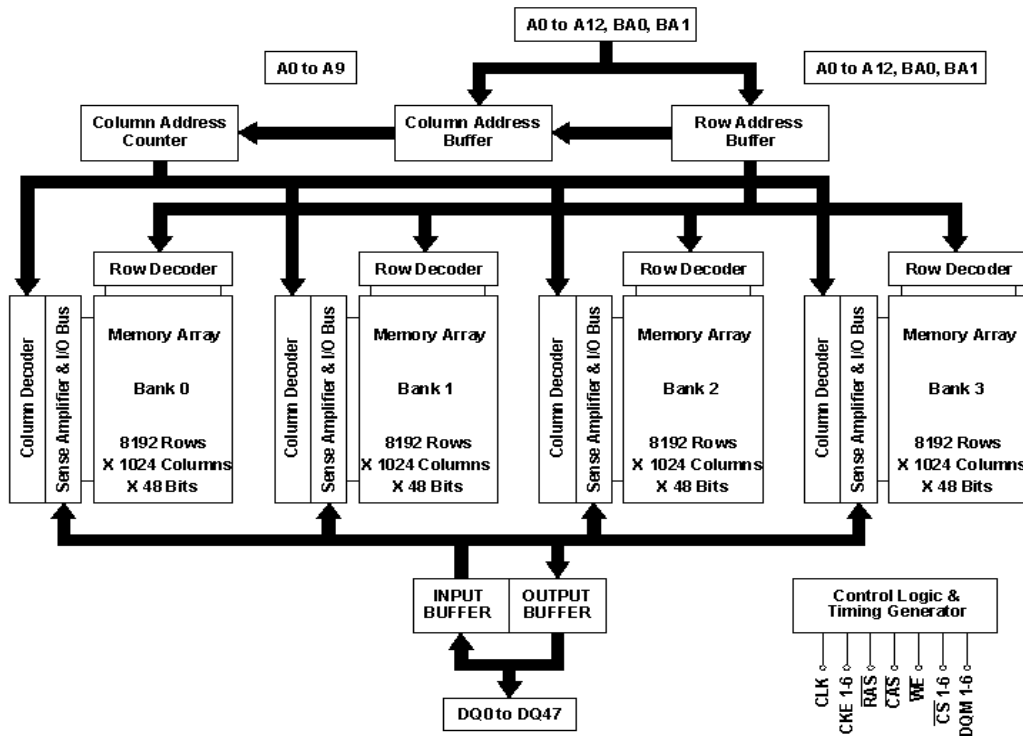 A0 to A12, BA0, BA1
A0 to A9
A0 to A12, BA0, BA1
Column Address
Counter
Column Address
Buffer
Row Address
Buffer
Row Decoder
Row Decoder
Row Decoder
Row Decoder
Column Decoder
Sense Amplifier & I/O Bus
Memory Array
Bank 0
8192 Rows
X 1024 Columns
X 48 Bits
Column Decoder
Sense Amplifier & I/O Bus
Memory Array
Bank 1
8192 Rows
X 1024 Columns
X 48 Bits
Column Decoder
Sense Amplifier & I/O Bus
Memory Array
Bank 2
8192 Rows
X 1024 Columns
X 48 Bits
Column Decoder
Sense Amplifier & I/O Bus
Memory Array
Bank 3
8192 Rows
X 1024 Columns
X 48 Bits
INPUT
BUFFER
OUTPUT
BUFFER
DQ0 to DQ47
Control Logic &
Timing Generator
CLK
CKE 1-6
RAS
CAS
WE
CS 1-6
DQM 1-6